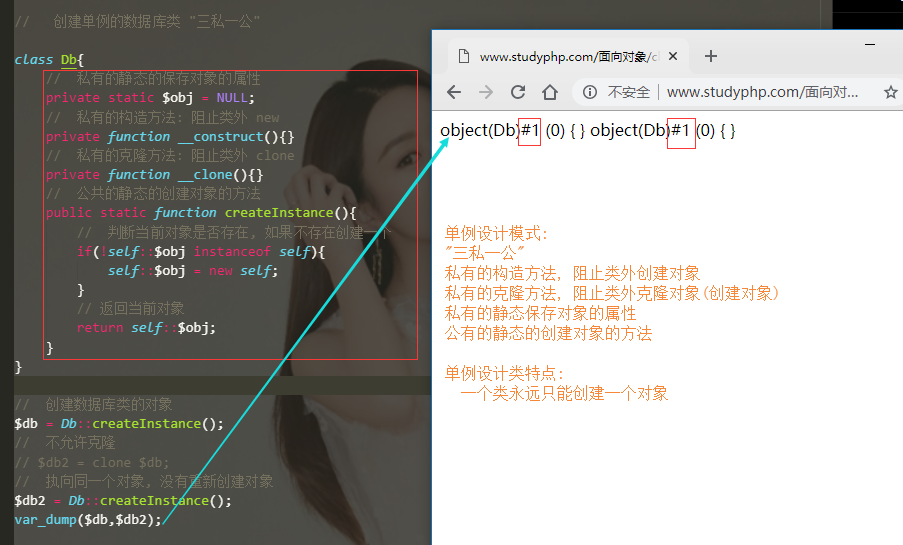 //   创建单例的数据库类 "三私一公"
class Db{
//  私有的静态的保存对象的属性
private static $obj = NULL;
//  私有的构造方法: 阻止类外 new
private function __construct(){}
//  私有的克隆方法: 阻止类外 clone
private function __clone(){}
//  公共的静态的创建对象的方法
public static function createInstance(){
//  判断当前对象是否存在, 如果不存在创建一个
if(!self::$obj instanceof self){
self::$obj = new self;
}
// 返回当前对象
return self::$obj;
}
}
//  创建数据库类的对象
$db = Db::createInstance();
//  不允许克隆
// $db2 = clone $db;
//  执向同一个对象, 没有重新创建对象
$db2 = Db::createInstance();
var_dump($db,$db2);
www.studyphp.com/面向对象/cl
不安全 | www.studyphp.com/面向对...
object(Db)#1 (0) { } object(Db)#1 (0) { }
单例设计模式:
"三私一公"
私有的构造方法, 阻止类外创建对象
私有的克隆方法, 阻止类外克隆对象(创建对象)
私有的静态保存对象的属性
公有的静态的创建对象的方法
单例设计类特点:
一个类永远只能创建一个对象